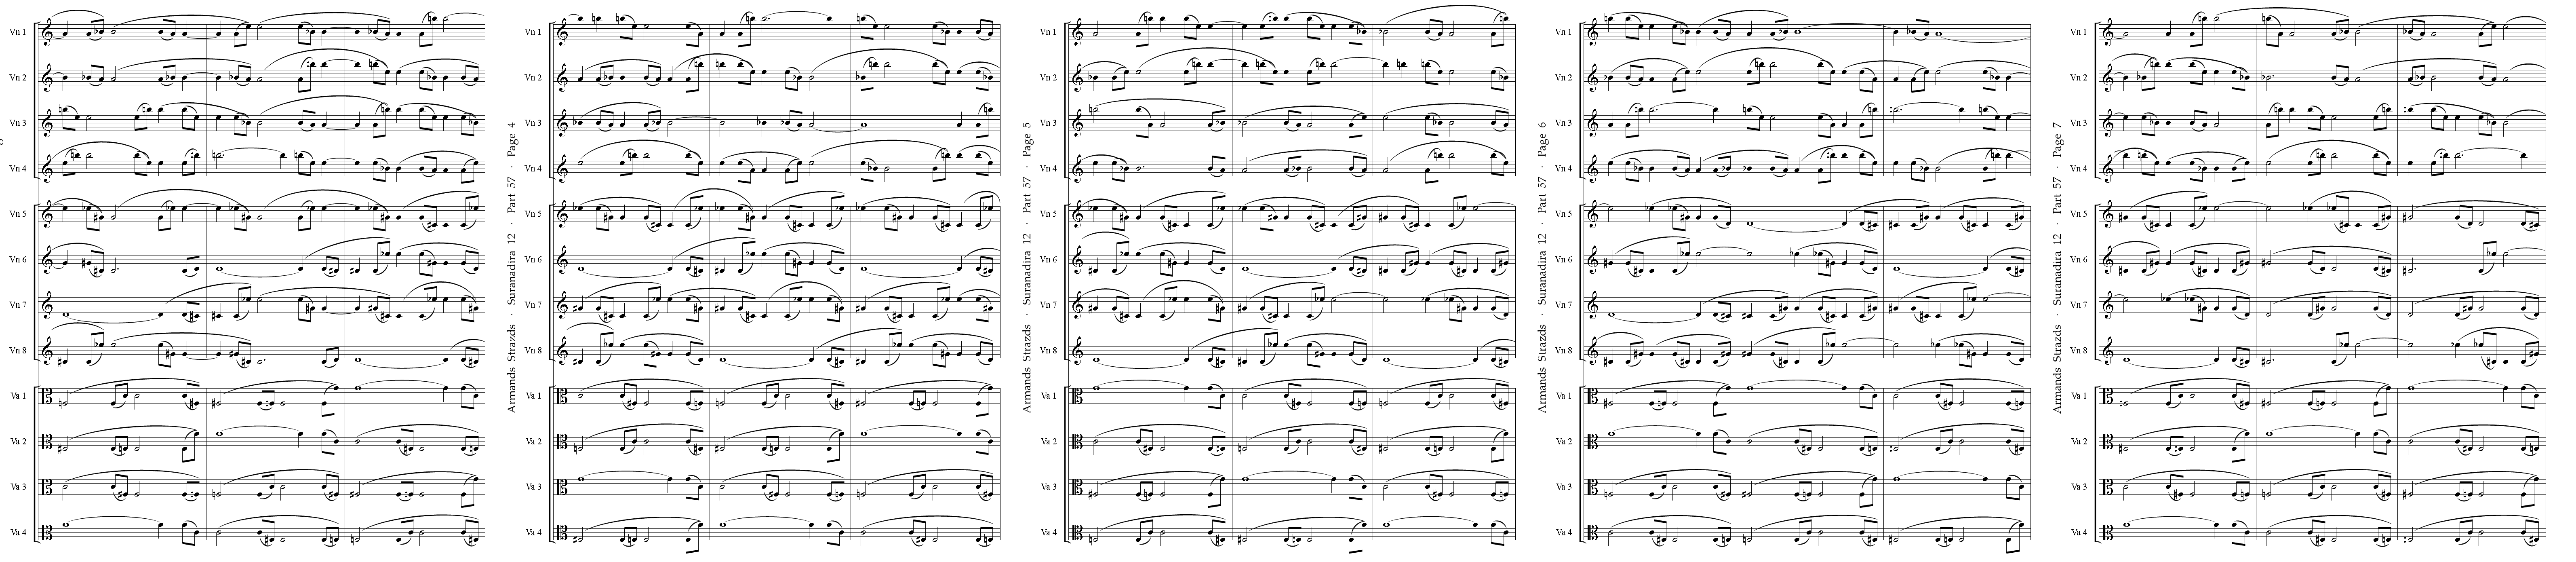 Vn 1
Vn 2
Vn 3
Vn 4
Vn 5
Vn 6
Vn 7
Vn 8
Va 1
Va 2
Va 3
Va 4
Armands Strazds · Suranadira 12 · Part 57 · Page 4
Vn 1
Vn 2
Vn 3
Vn 4
Vn 5
Vn 6
Vn 7
Vn 8
Va 1
Va 2
Va 3
Va 4
Armands Strazds · Suranadira 12 · Part 57 · Page 5
Vn 1
Vn 2
Vn 3
Vn 4
Vn 5
Vn 6
Vn 7
Vn 8
Va 1
Va 2
Va 3
Va 4
Armands Strazds · Suranadira 12 · Part 57 · Page 6
Vn 1
Vn 2
Vn 3
Vn 4
Vn 5
Vn 6
Vn 7
Vn 8
Va 1
Va 2
Va 3
Va 4
Armands Strazds · Suranadira 12 · Part 57 · Page 7
Vn 1
Vn 2
Vn 3
Vn 4
Vn 5
Vn 6
Vn 7
Vn 8
Va 1
Va 2
Va 3
Va 4